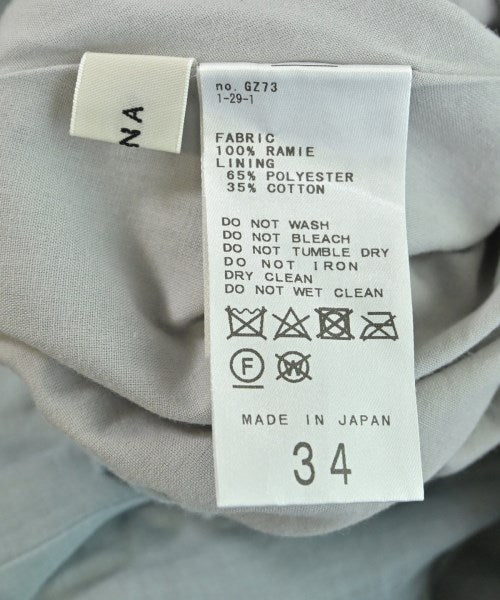 NA
no. GZ73
1-29-1
FABRIC
100% RAMIE
LINING
65% POLYESTER
35% COTTON
DO NOT WASH
DO NOT BLEACH
DO NOT TUMBLE DRY
DO NOT IRON
DRY CLEAN
DO NOT WET CLEAN
F W
MADE IN JAPAN
34